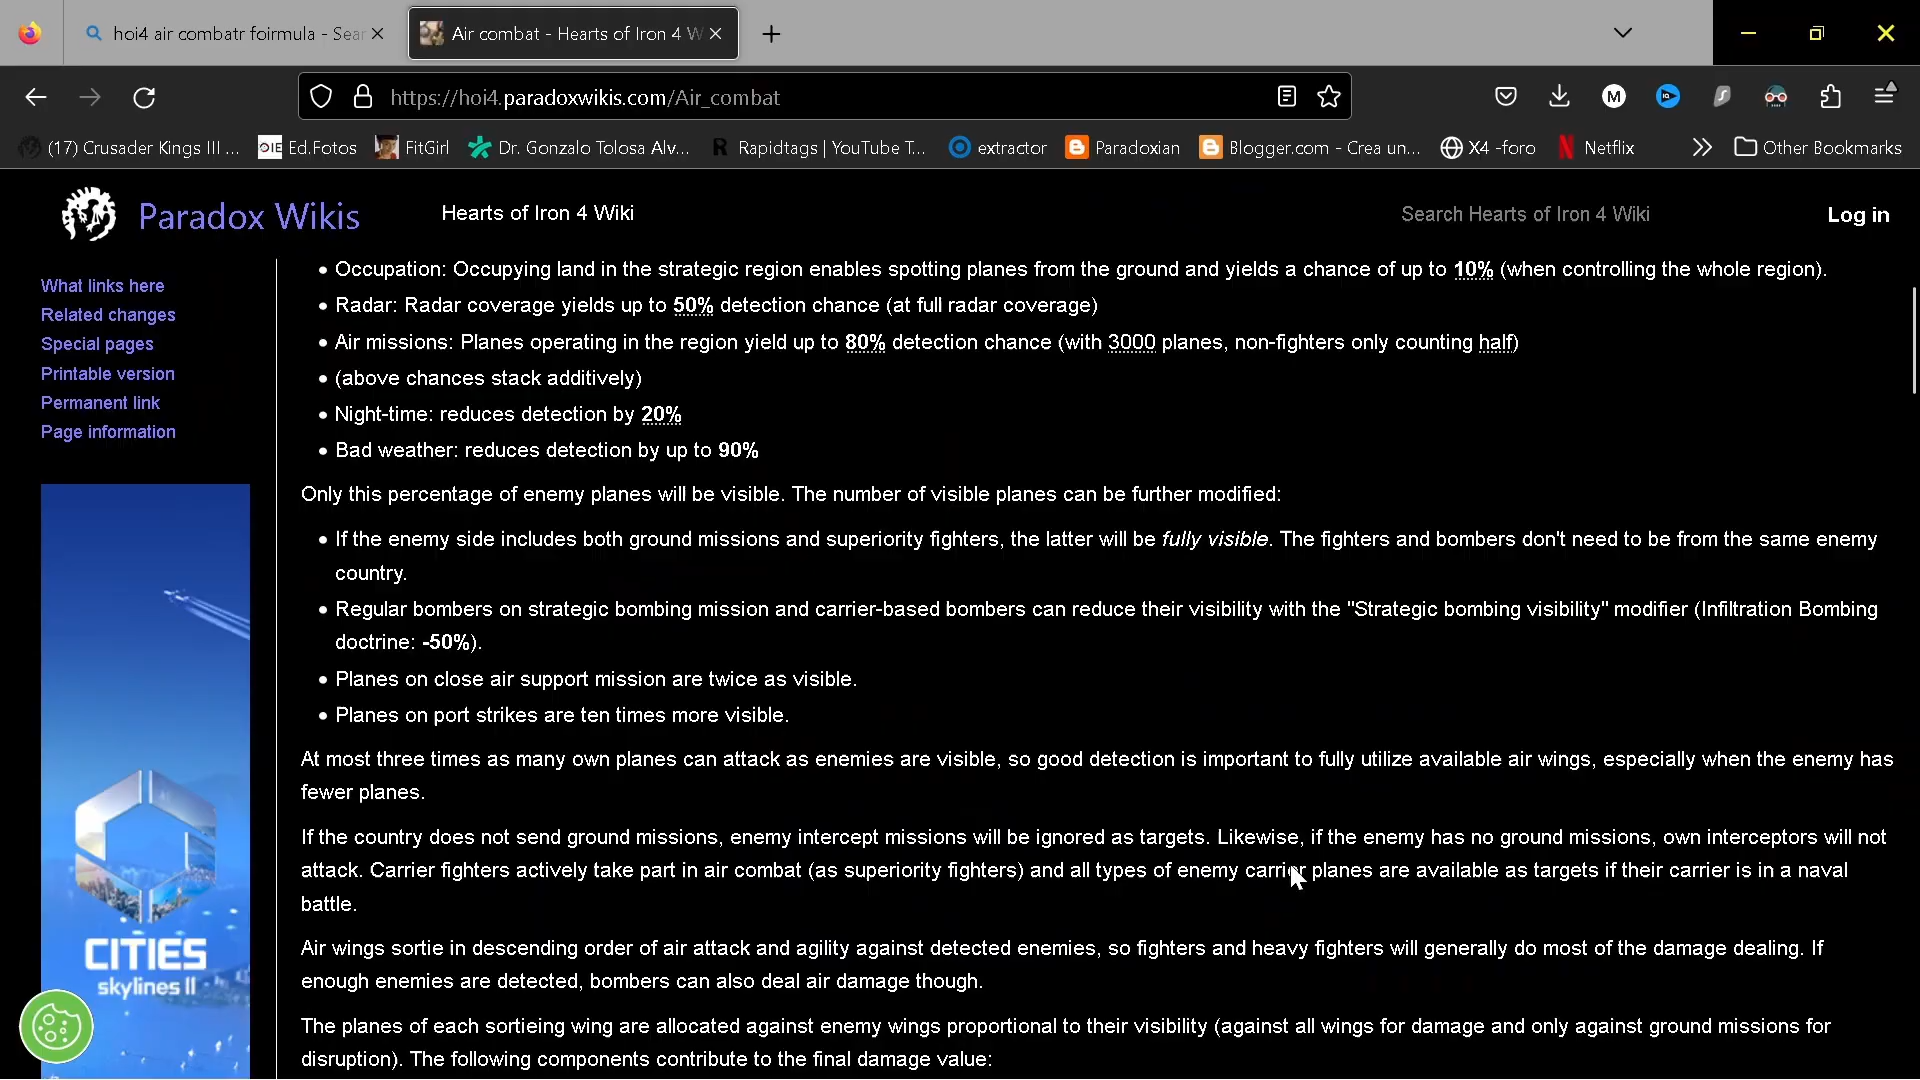 hoi4 air combatr foirmula - Sear
Air combat - Hearts of Iron 4 W
https://hoi4.paradoxwikis.com/Air_combat
M
(17) Crusader Kings III ...
OIE Ed.Fotos
FitGirl
Dr. Gonzalo Tolosa Alv...
R Rapidtags | YouTube T...
extractor
Paradoxian
Blogger.com - Crea un...
X4 -foro
N Netflix
Other Bookmarks
Paradox Wikis
Hearts of Iron 4 Wiki
Search Hearts of Iron 4 Wiki
Log in
What links here
Related changes
Special pages
Printable version
Permanent link
Page information
CITIES
skylines II
• Occupation: Occupying land in the strategic region enables spotting planes from the ground and yields a chance of up to 10% (when controlling the whole region).
• Radar: Radar coverage yields up to 50% detection chance (at full radar coverage)
• Air missions: Planes operating in the region yield up to 80% detection chance (with 3000 planes, non-fighters only counting half)
• (above chances stack additively)
• Night-time: reduces detection by 20%
• Bad weather: reduces detection by up to 90%
Only this percentage of enemy planes will be visible. The number of visible planes can be further modified:
• If the enemy side includes both ground missions and superiority fighters, the latter will be fully visible. The fighters and bombers don't need to be from the same enemy
country.
• Regular bombers on strategic bombing mission and carrier-based bombers can reduce their visibility with the "Strategic bombing visibility" modifier (Infiltration Bombing
doctrine: -50%).
• Planes on close air support mission are twice as visible.
• Planes on port strikes are ten times more visible.
At most three times as many own planes can attack as enemies are visible, so good detection is important to fully utilize available air wings, especially when the enemy has
fewer planes.
If the country does not send ground missions, enemy intercept missions will be ignored as targets. Likewise, if the enemy has no ground missions, own interceptors will not
attack. Carrier fighters actively take part in air combat (as superiority fighters) and all types of enemy carrier planes are available as targets if their carrier is in a naval
battle.
Air wings sortie in descending order of air attack and agility against detected enemies, so fighters and heavy fighters will generally do most of the damage dealing. If
enough enemies are detected, bombers can also deal air damage though.
The planes of each sortieing wing are allocated against enemy wings proportional to their visibility (against all wings for damage and only against ground missions for
disruption). The following components contribute to the final damage value: